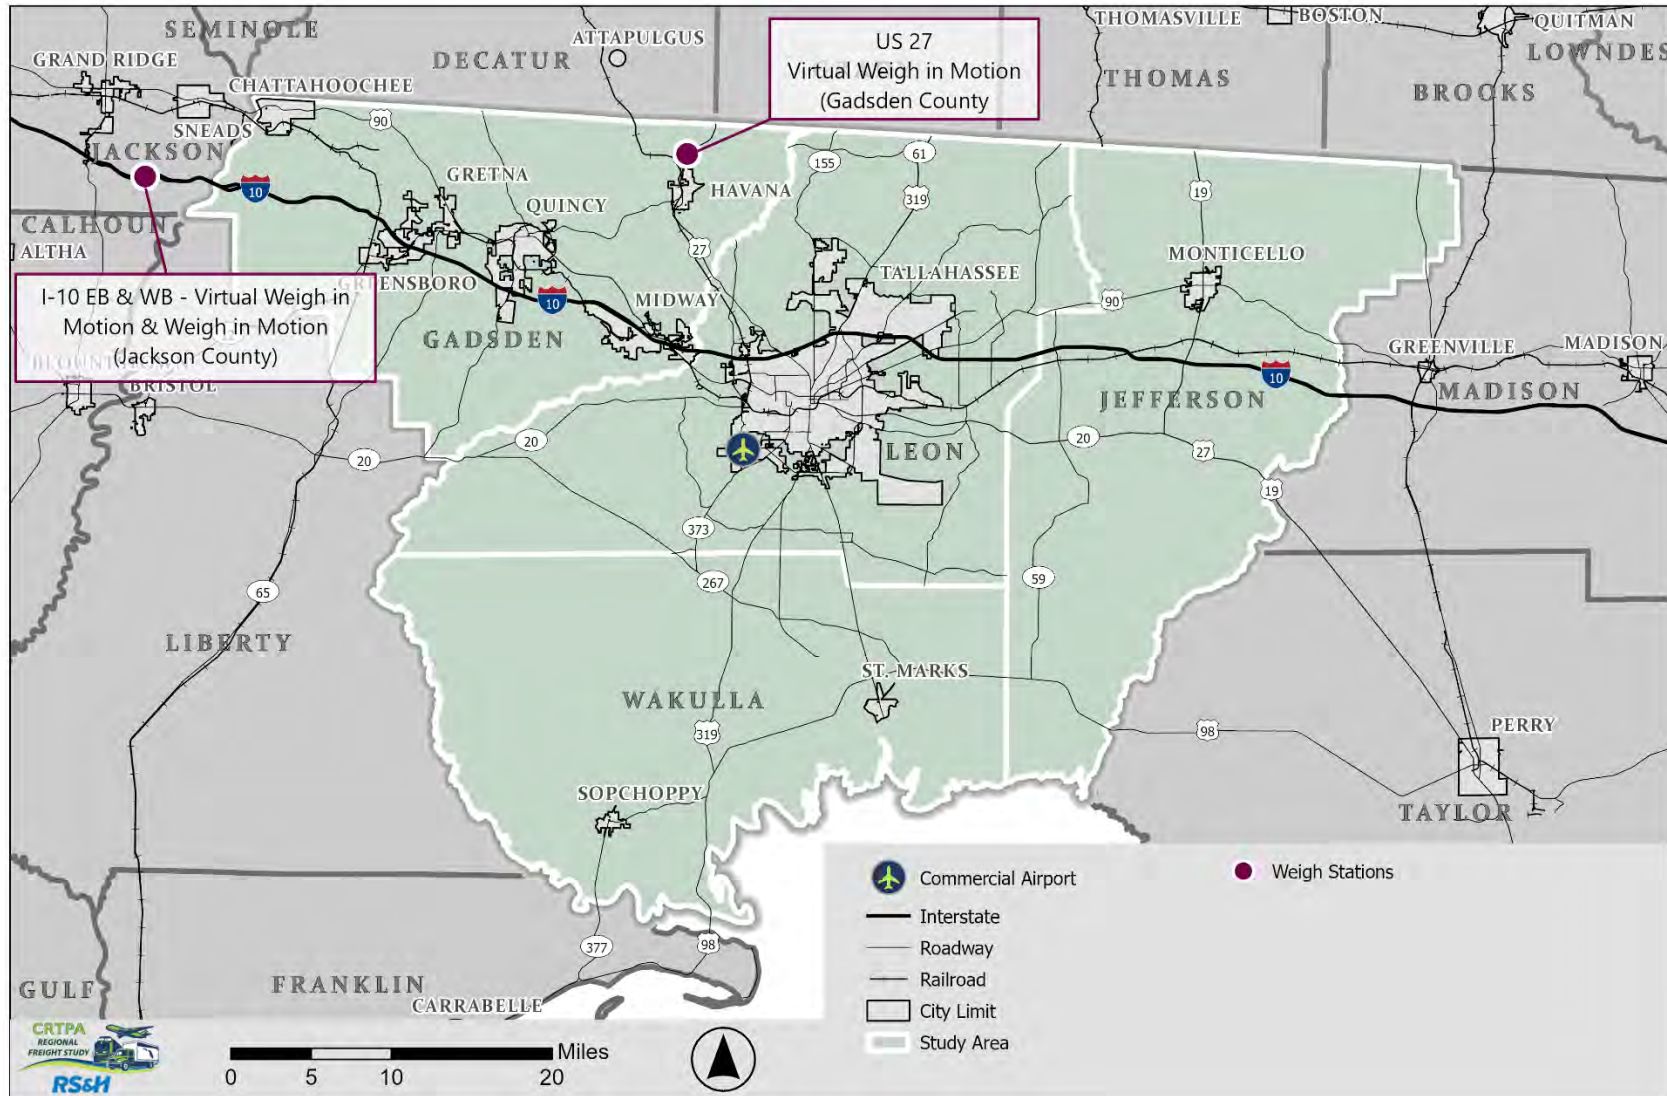 SEMINOLE
THOMASVILLE
BOSTON
QUITMAN
ATTAPULGUS
US 27
Virtual Weigh in Motion
(Gadsden County
LOWNDES
GRAND RIDGE
DECATUR
THOMAS
BROOKS
CHATTAHOOCHEE
90
SNEADS
JACKSON
155
61
10
GRETNA
HAVANA
319
19
CALHOUN
QUINCY
ALTHA
27
MONTICELLO
I-10 EB & WB - Virtual Weigh in
Motion & Weigh in Motion
(Jackson County)
TALLAHASSEE
10
MIDWAY
90
GADSDEN
GREENVILLE
MADISON
10
BRISTOL
JEFFERSON
MADISON
20
20
LEON
20
27
19
373
267
59
65
LIBERTY
ST. MARKS
WAKULLA
319
98
PERRY
SOPCHOPPY
TAYLOR
377
98
GULF
FRANKLIN
CARRABELLE
Commercial Airport
Weigh Stations
Interstate
Roadway
Railroad
City Limit
Study Area
CRTPA
REGIONAL
FREIGHT STUDY
RS&H
Miles
0 5 10 20